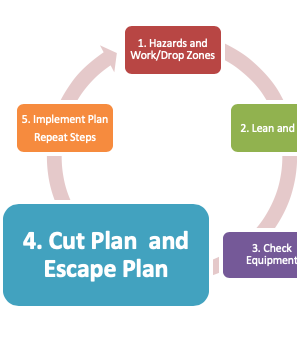 1. Hazards and
Work/Drop Zones
2. Lean and
3. Check
Equipment
4. Cut Plan and
Escape Plan
5. Implement Plan
Repeat Steps